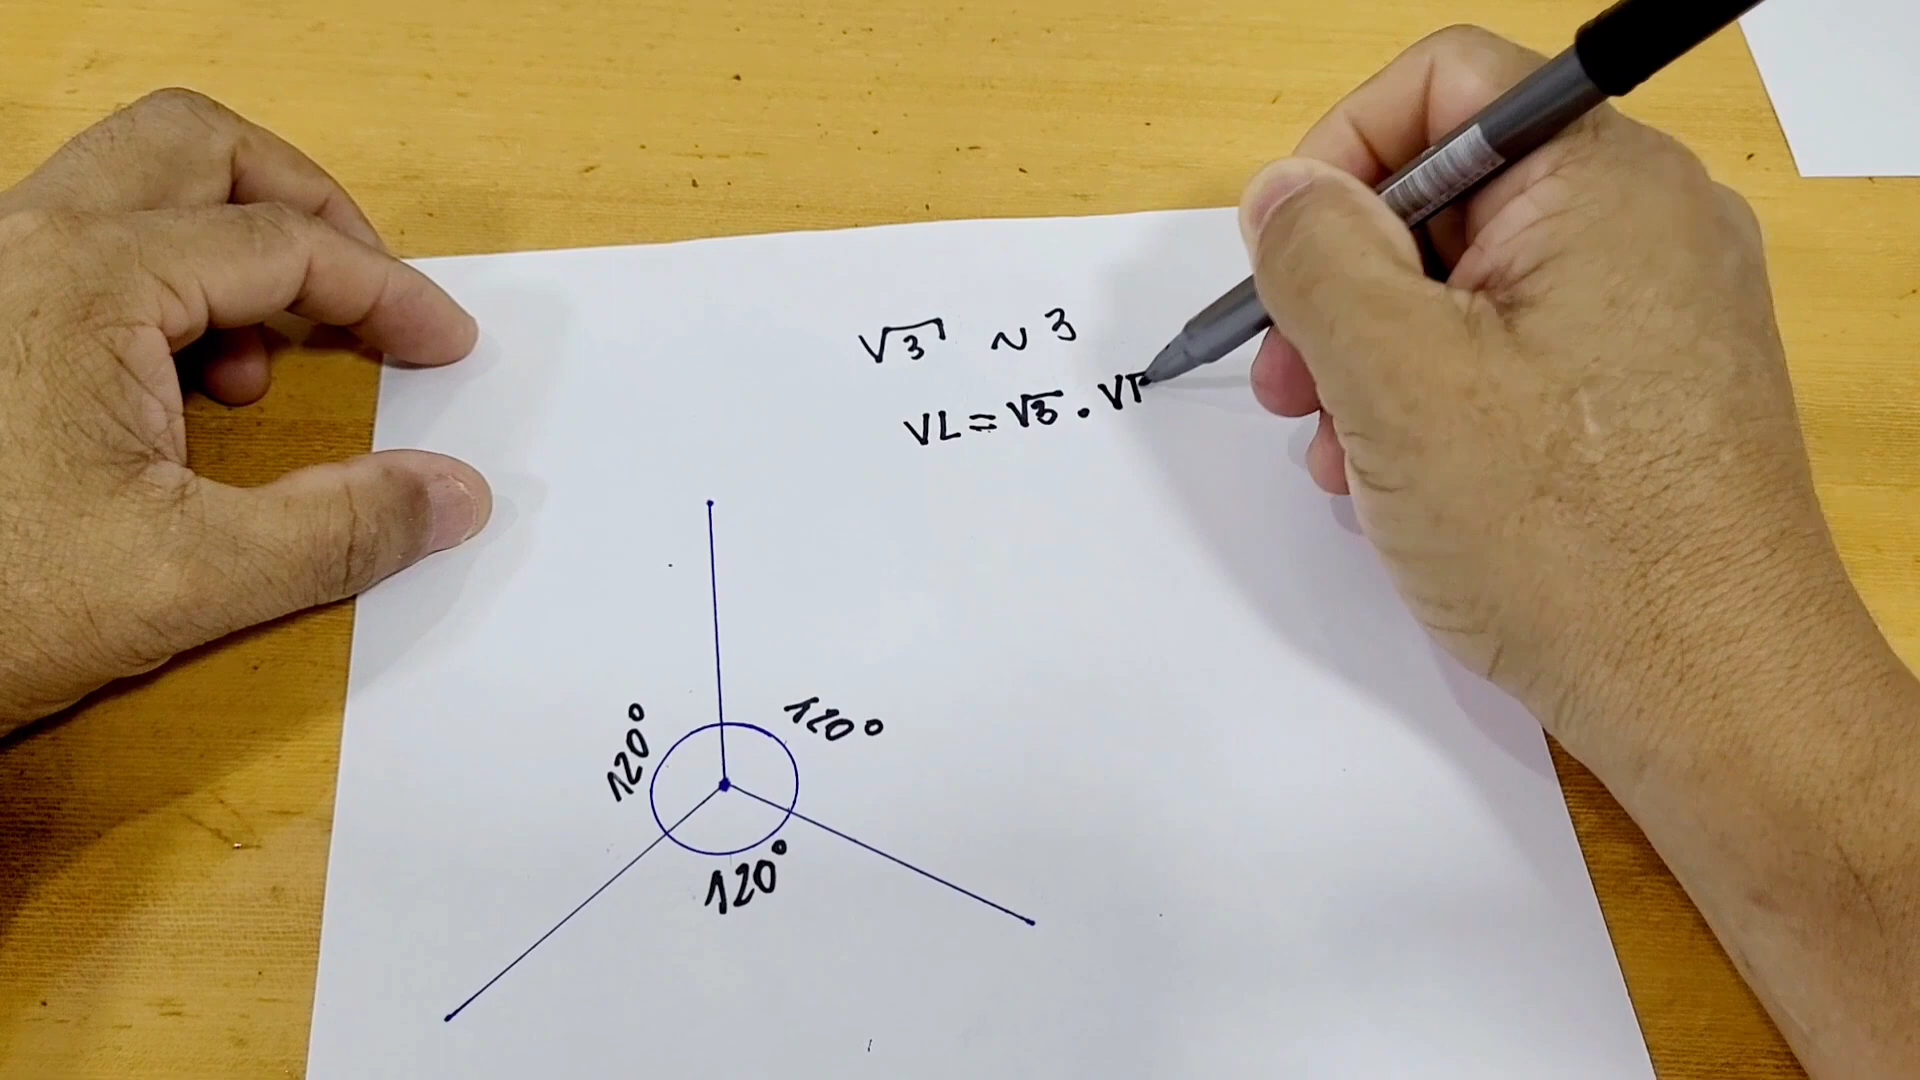 √3 ~ 3
VL = √3 . VF
120°
120°
120°